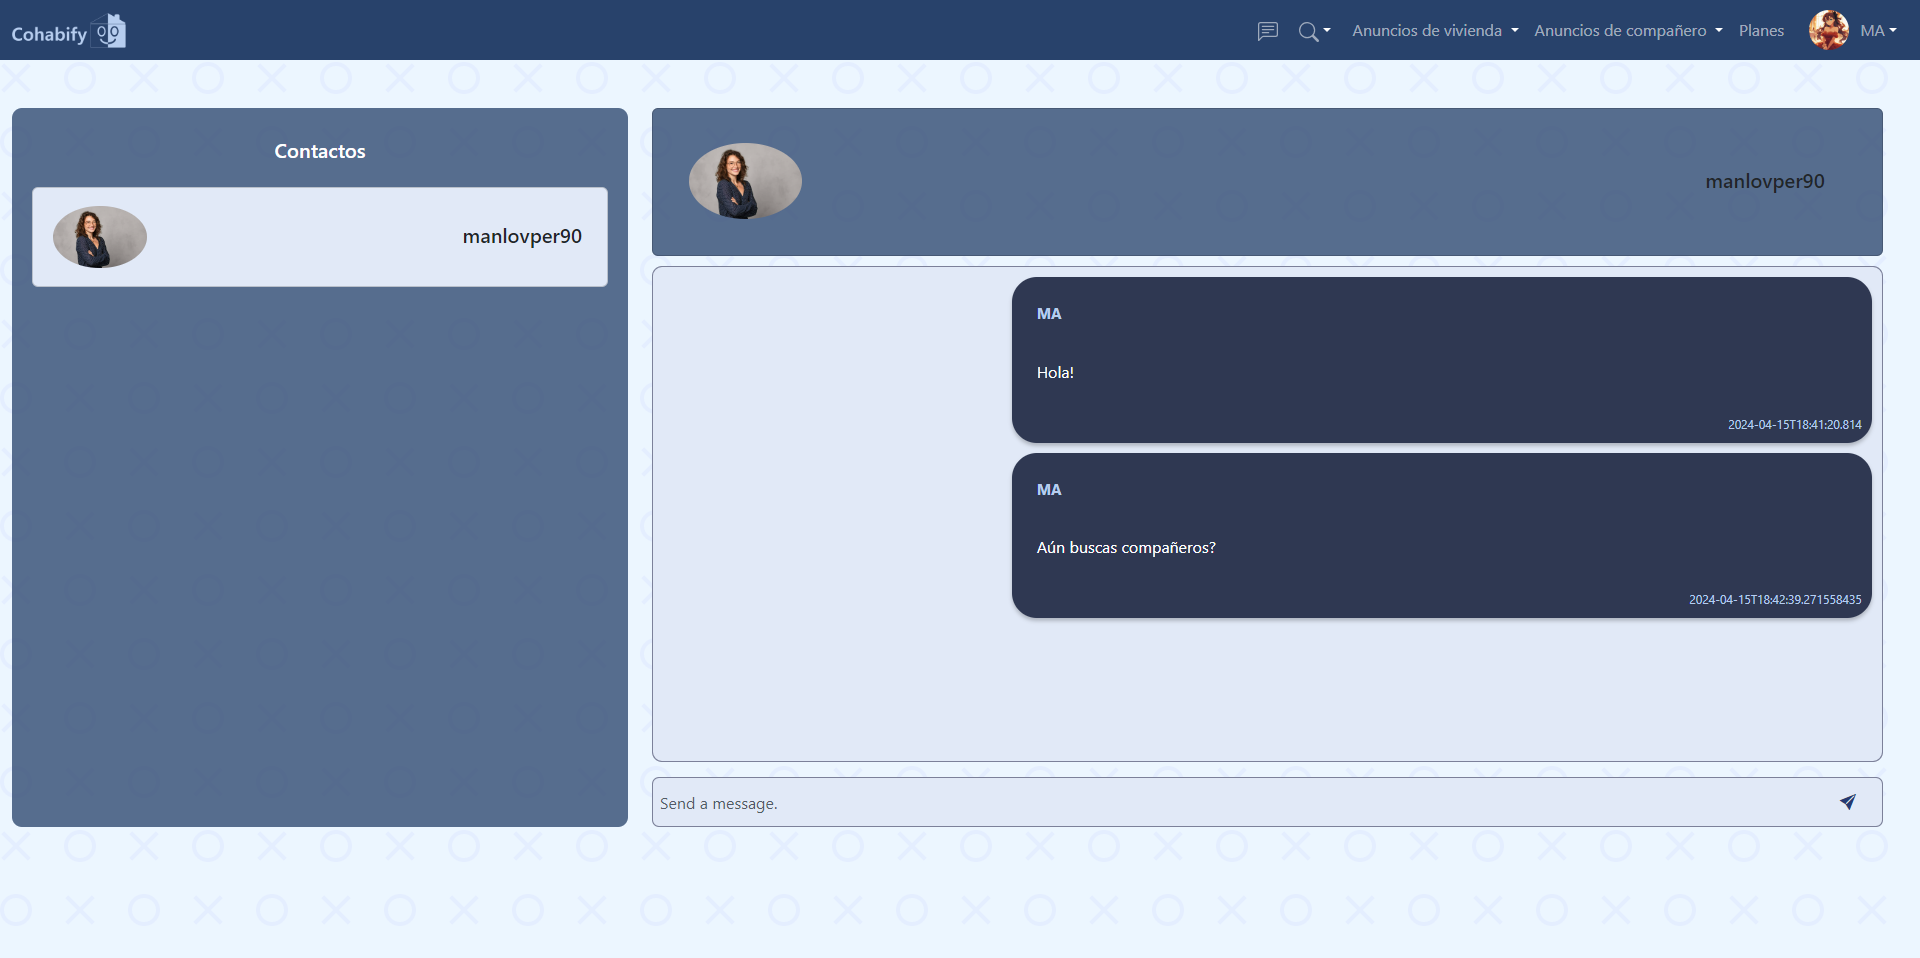 Cohabify
Anuncios de vivienda
Anuncios de compañero
Planes
MA
Contactos
manlovper90
manlovper90
MA
Hola!
2024-04-15T18:41:20.814
MA
Aún buscas compañeros?
2024-04-15T18:42:39.271558435
Send a message.